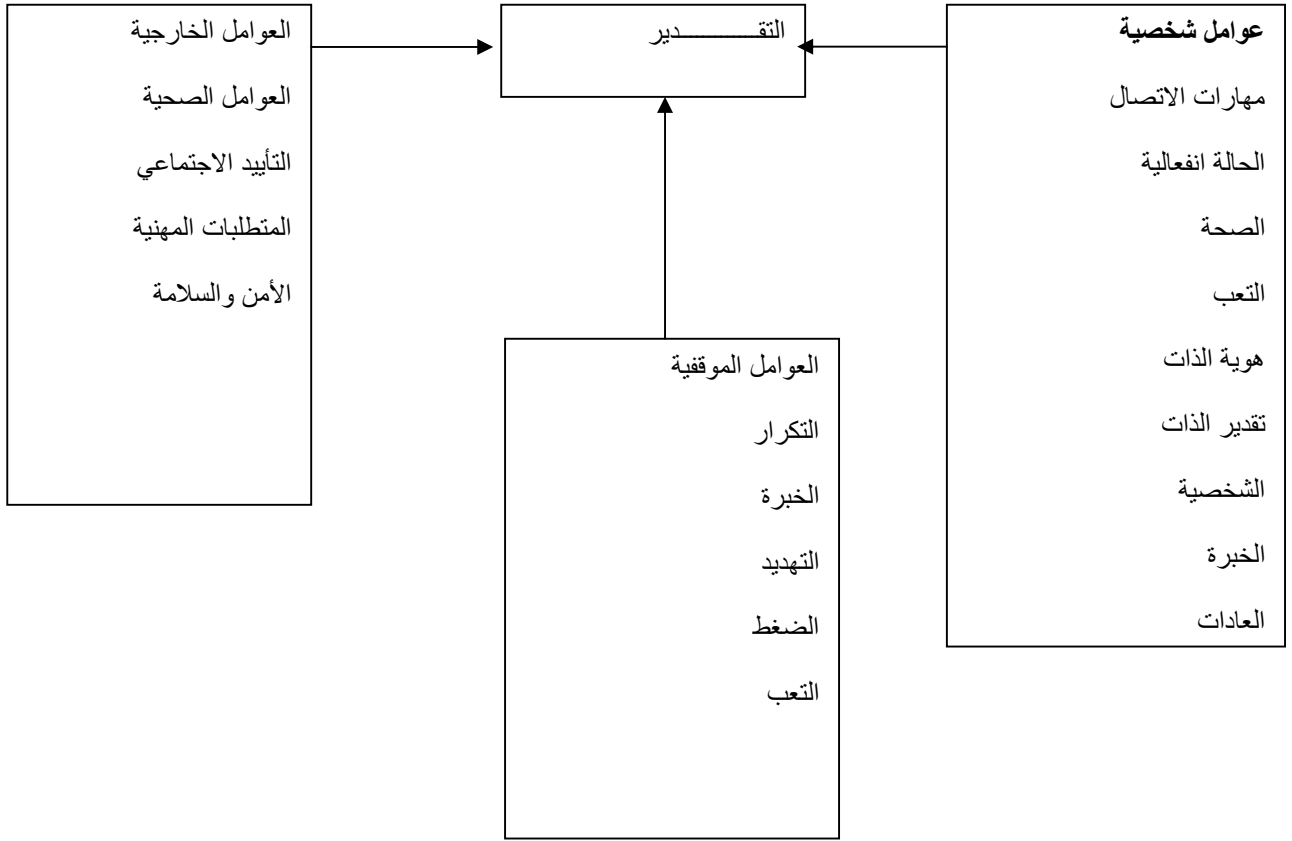 عوامل شخصية
مهارات الاتصال
الحالة انفعالية
الصحة
التعب
هوية الذات
تقدير الذات
الشخصية
الخبرة
العادات
التقـــــــــدير
العوامل الخارجية
العوامل الصحية
التأييد الاجتماعي
المتطلبات المهنية
الأمن والسلامة
العوامل الموقفية
التكرار
الخبرة
التهديد
الضغط
التعب